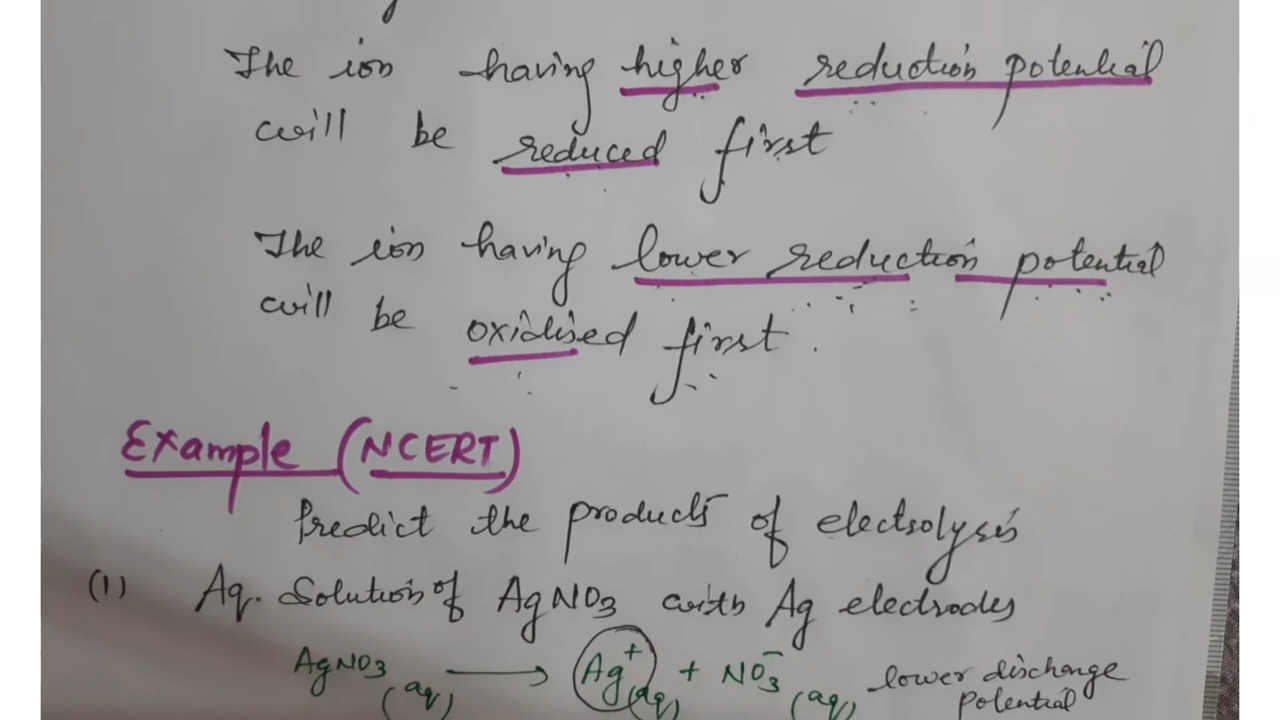 The ion having higher reduction potential
will be reduced first
The ion having lower reduction potential
will be oxidised first.
Example (NCERT)
Predict the products of electrolysis
(1) Aq. Solution of AgNO3 with Ag electrodes
AgNO3 (aq) ⟶ Ag+ (aq) + NO3− (aq) lower discharge
potential